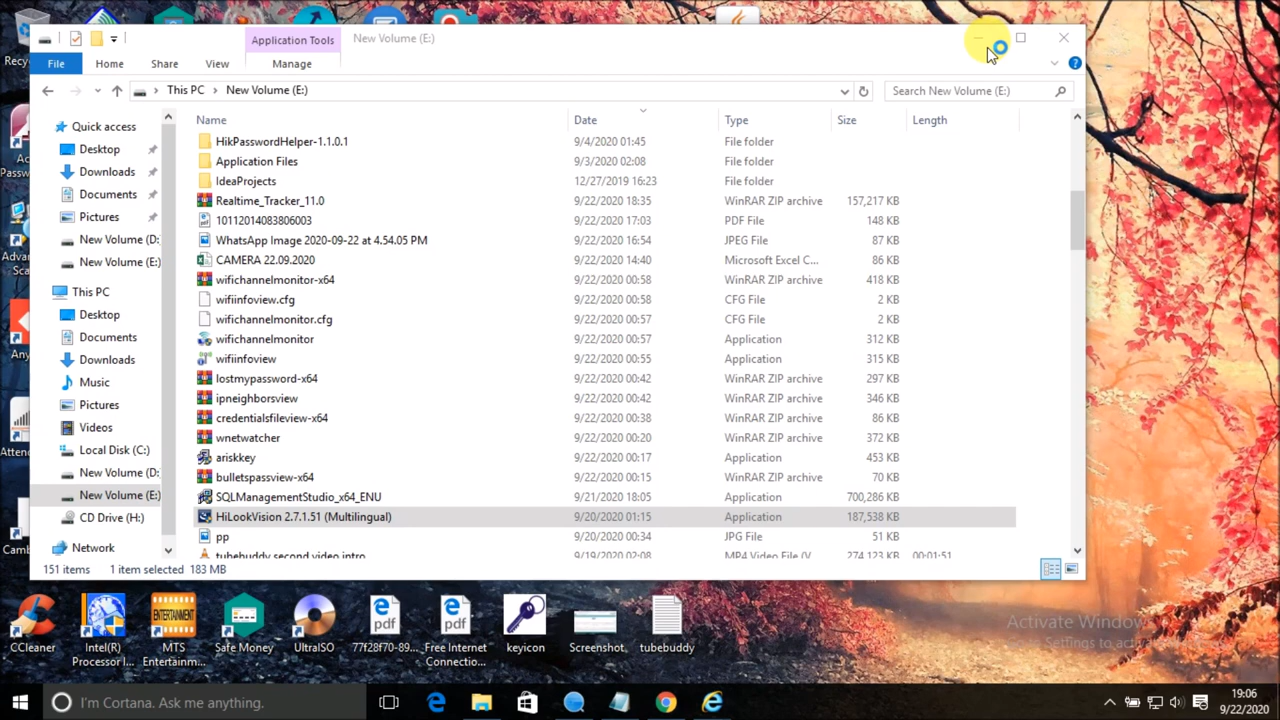 Application Tools
New Volume (E:)
File
Home
Share
View
Manage
This PC
New Volume (E:)
Search New Volume (E:)
Name
Date
Type
Size
Length
Quick access
Desktop
Downloads
Documents
Pictures
New Volume (D:
New Volume (E:)
This PC
Desktop
Documents
Downloads
Music
Pictures
Videos
Local Disk (C:)
New Volume (D:
New Volume (E:)
CD Drive (H:)
Network
HikPasswordHelper-1.1.0.1 9/4/2020 01:45 File folder
Application Files 9/3/2020 02:08 File folder
IdeaProjects 12/27/2019 16:23 File folder
Realtime_Tracker_11.0 9/22/2020 18:35 WinRAR ZIP archive 157,217 KB
10112014083806003 9/22/2020 17:03 PDF File 148 KB
WhatsApp Image 2020-09-22 at 4.54.05 PM 9/22/2020 16:54 JPEG File 87 KB
CAMERA 22.09.2020 9/22/2020 14:40 Microsoft Excel C... 86 KB
wifichannelmonitor-x64 9/22/2020 00:58 WinRAR ZIP archive 418 KB
wifiinfoview.cfg 9/22/2020 00:58 CFG File 2 KB
wifichannelmonitor.cfg 9/22/2020 00:57 CFG File 2 KB
wifichannelmonitor 9/22/2020 00:57 Application 312 KB
wifiinfoview 9/22/2020 00:55 Application 315 KB
lostmypassword-x64 9/22/2020 00:42 WinRAR ZIP archive 297 KB
ipneighborsview 9/22/2020 00:42 WinRAR ZIP archive 346 KB
credentialsfileview-x64 9/22/2020 00:38 WinRAR ZIP archive 86 KB
wnetwatcher 9/22/2020 00:20 WinRAR ZIP archive 372 KB
ariskkey 9/22/2020 00:17 Application 453 KB
bulletspassview-x64 9/22/2020 00:15 WinRAR ZIP archive 70 KB
SQLManagementStudio_x64_ENU 9/21/2020 18:05 Application 700,286 KB
HiLookVision 2.7.1.51 (Multilingual) 9/20/2020 01:15 Application 187,538 KB
pp 9/20/2020 00:34 JPG File 51 KB
tubebuddy second video intro 9/19/2020 02:08 MP4 Video File (V 274,123 KB 00:01:51
151 items 1 item selected 183 MB
CCleaner
Intel(R) Processor I...
MTS Entertainm...
Safe Money
UltraISO
77f28f70-89...
Free Internet Connectio...
keyicon
Screenshot
tubebuddy
ENTERTAINMENT
Activate Windows
I'm Cortana. Ask me anything.
19:06
9/22/2020